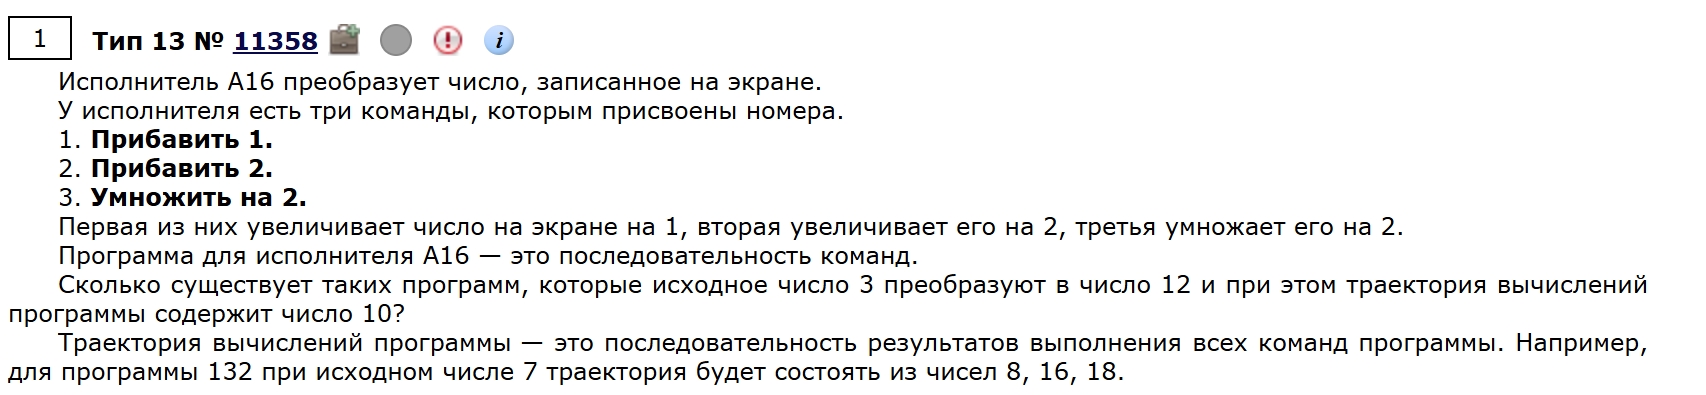 1 Тип 13 № 11358 i
Исполнитель А16 преобразует число, записанное на экране.
У исполнителя есть три команды, которым присвоены номера.
1. Прибавить 1.
2. Прибавить 2.
3. Умножить на 2.
Первая из них увеличивает число на экране на 1, вторая увеличивает его на 2, третья умножает его на 2.
Программа для исполнителя А16 — это последовательность команд.
Сколько существует таких программ, которые исходное число 3 преобразуют в число 12 и при этом траектория вычислений
программы содержит число 10?
Траектория вычислений программы — это последовательность результатов выполнения всех команд программы. Например,
для программы 132 при исходном числе 7 траектория будет состоять из чисел 8, 16, 18.